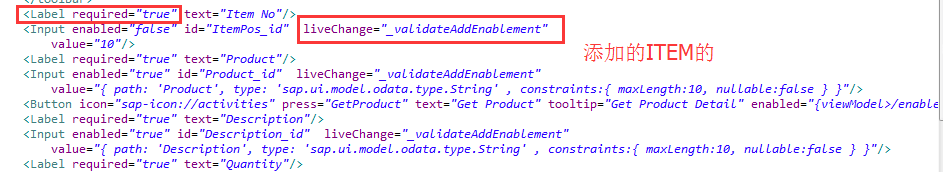 </toolBar>
<Label required="true" text="Item No"/>
<Input enabled="false" id="ItemPos_id" liveChange="_validateAddEnablement"
value="10"/>
添加的ITEM的
<Label required="true" text="Product"/>
<Input enabled="true" id="Product_id" liveChange="_validateAddEnablement"
value="{ path: 'Product', type: 'sap.ui.model.odata.type.String' , constraints:{ maxLength:10, nullable:false } }"/>
<Button icon="sap-icon://activities" press="GetProduct" text="Get Product" tooltip="Get Product Detail" enabled="{viewModel>/enable
<Label required="true" text="Description"/>
<Input enabled="true" id="Description_id" liveChange="_validateAddEnablement"
value="{ path: 'Description', type: 'sap.ui.model.odata.type.String' , constraints:{ maxLength:10, nullable:false } }"/>
<Label required="true" text="Quantity"/>